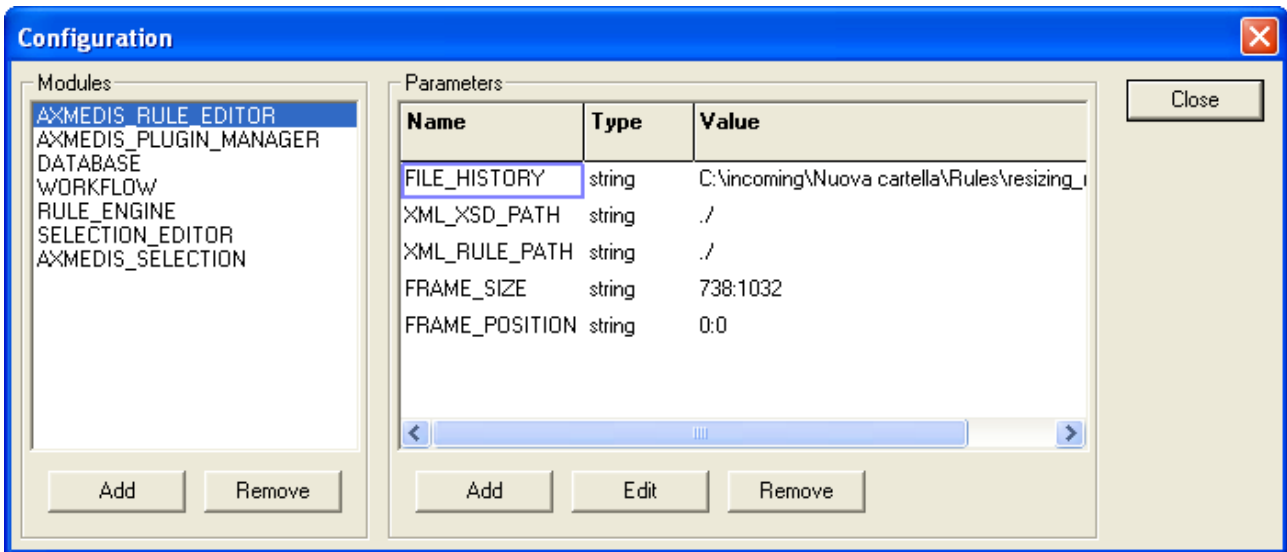 Configuration
Modules
AXMEDIS_RULE_EDITOR
AXMEDIS_PLUGIN_MANAGER
DATABASE
WORKFLOW
RULE_ENGINE
SELECTION_EDITOR
AXMEDIS_SELECTION
Add Remove
Parameters
Name Type Value
FILE_HISTORY string C:\incoming\Nuova cartella\Rules\resizing_
XML_XSD_PATH string ./
XML_RULE_PATH string ./
FRAME_SIZE string 738:1032
FRAME_POSITION string 0:0
Add Edit Remove
Close